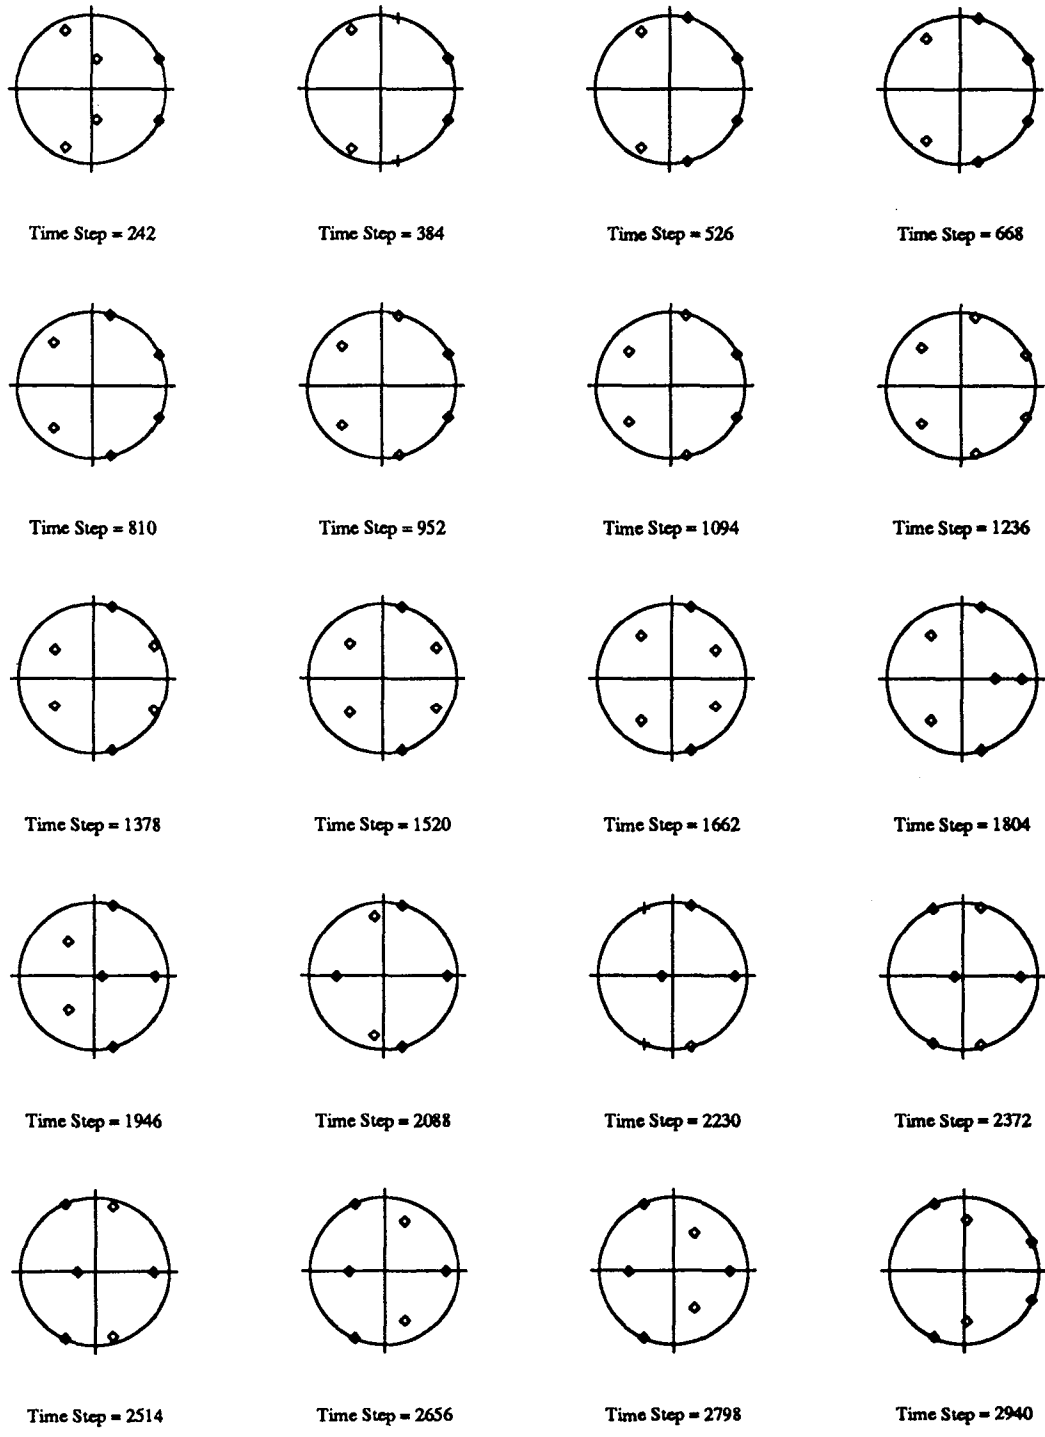 Time Step = 242
Time Step = 384
Time Step = 526
Time Step = 668
Time Step = 810
Time Step = 952
Time Step = 1094
Time Step = 1236
Time Step = 1378
Time Step = 1520
Time Step = 1662
Time Step = 1804
Time Step = 1946
Time Step = 2088
Time Step = 2230
Time Step = 2372
Time Step = 2514
Time Step = 2656
Time Step = 2798
Time Step = 2940